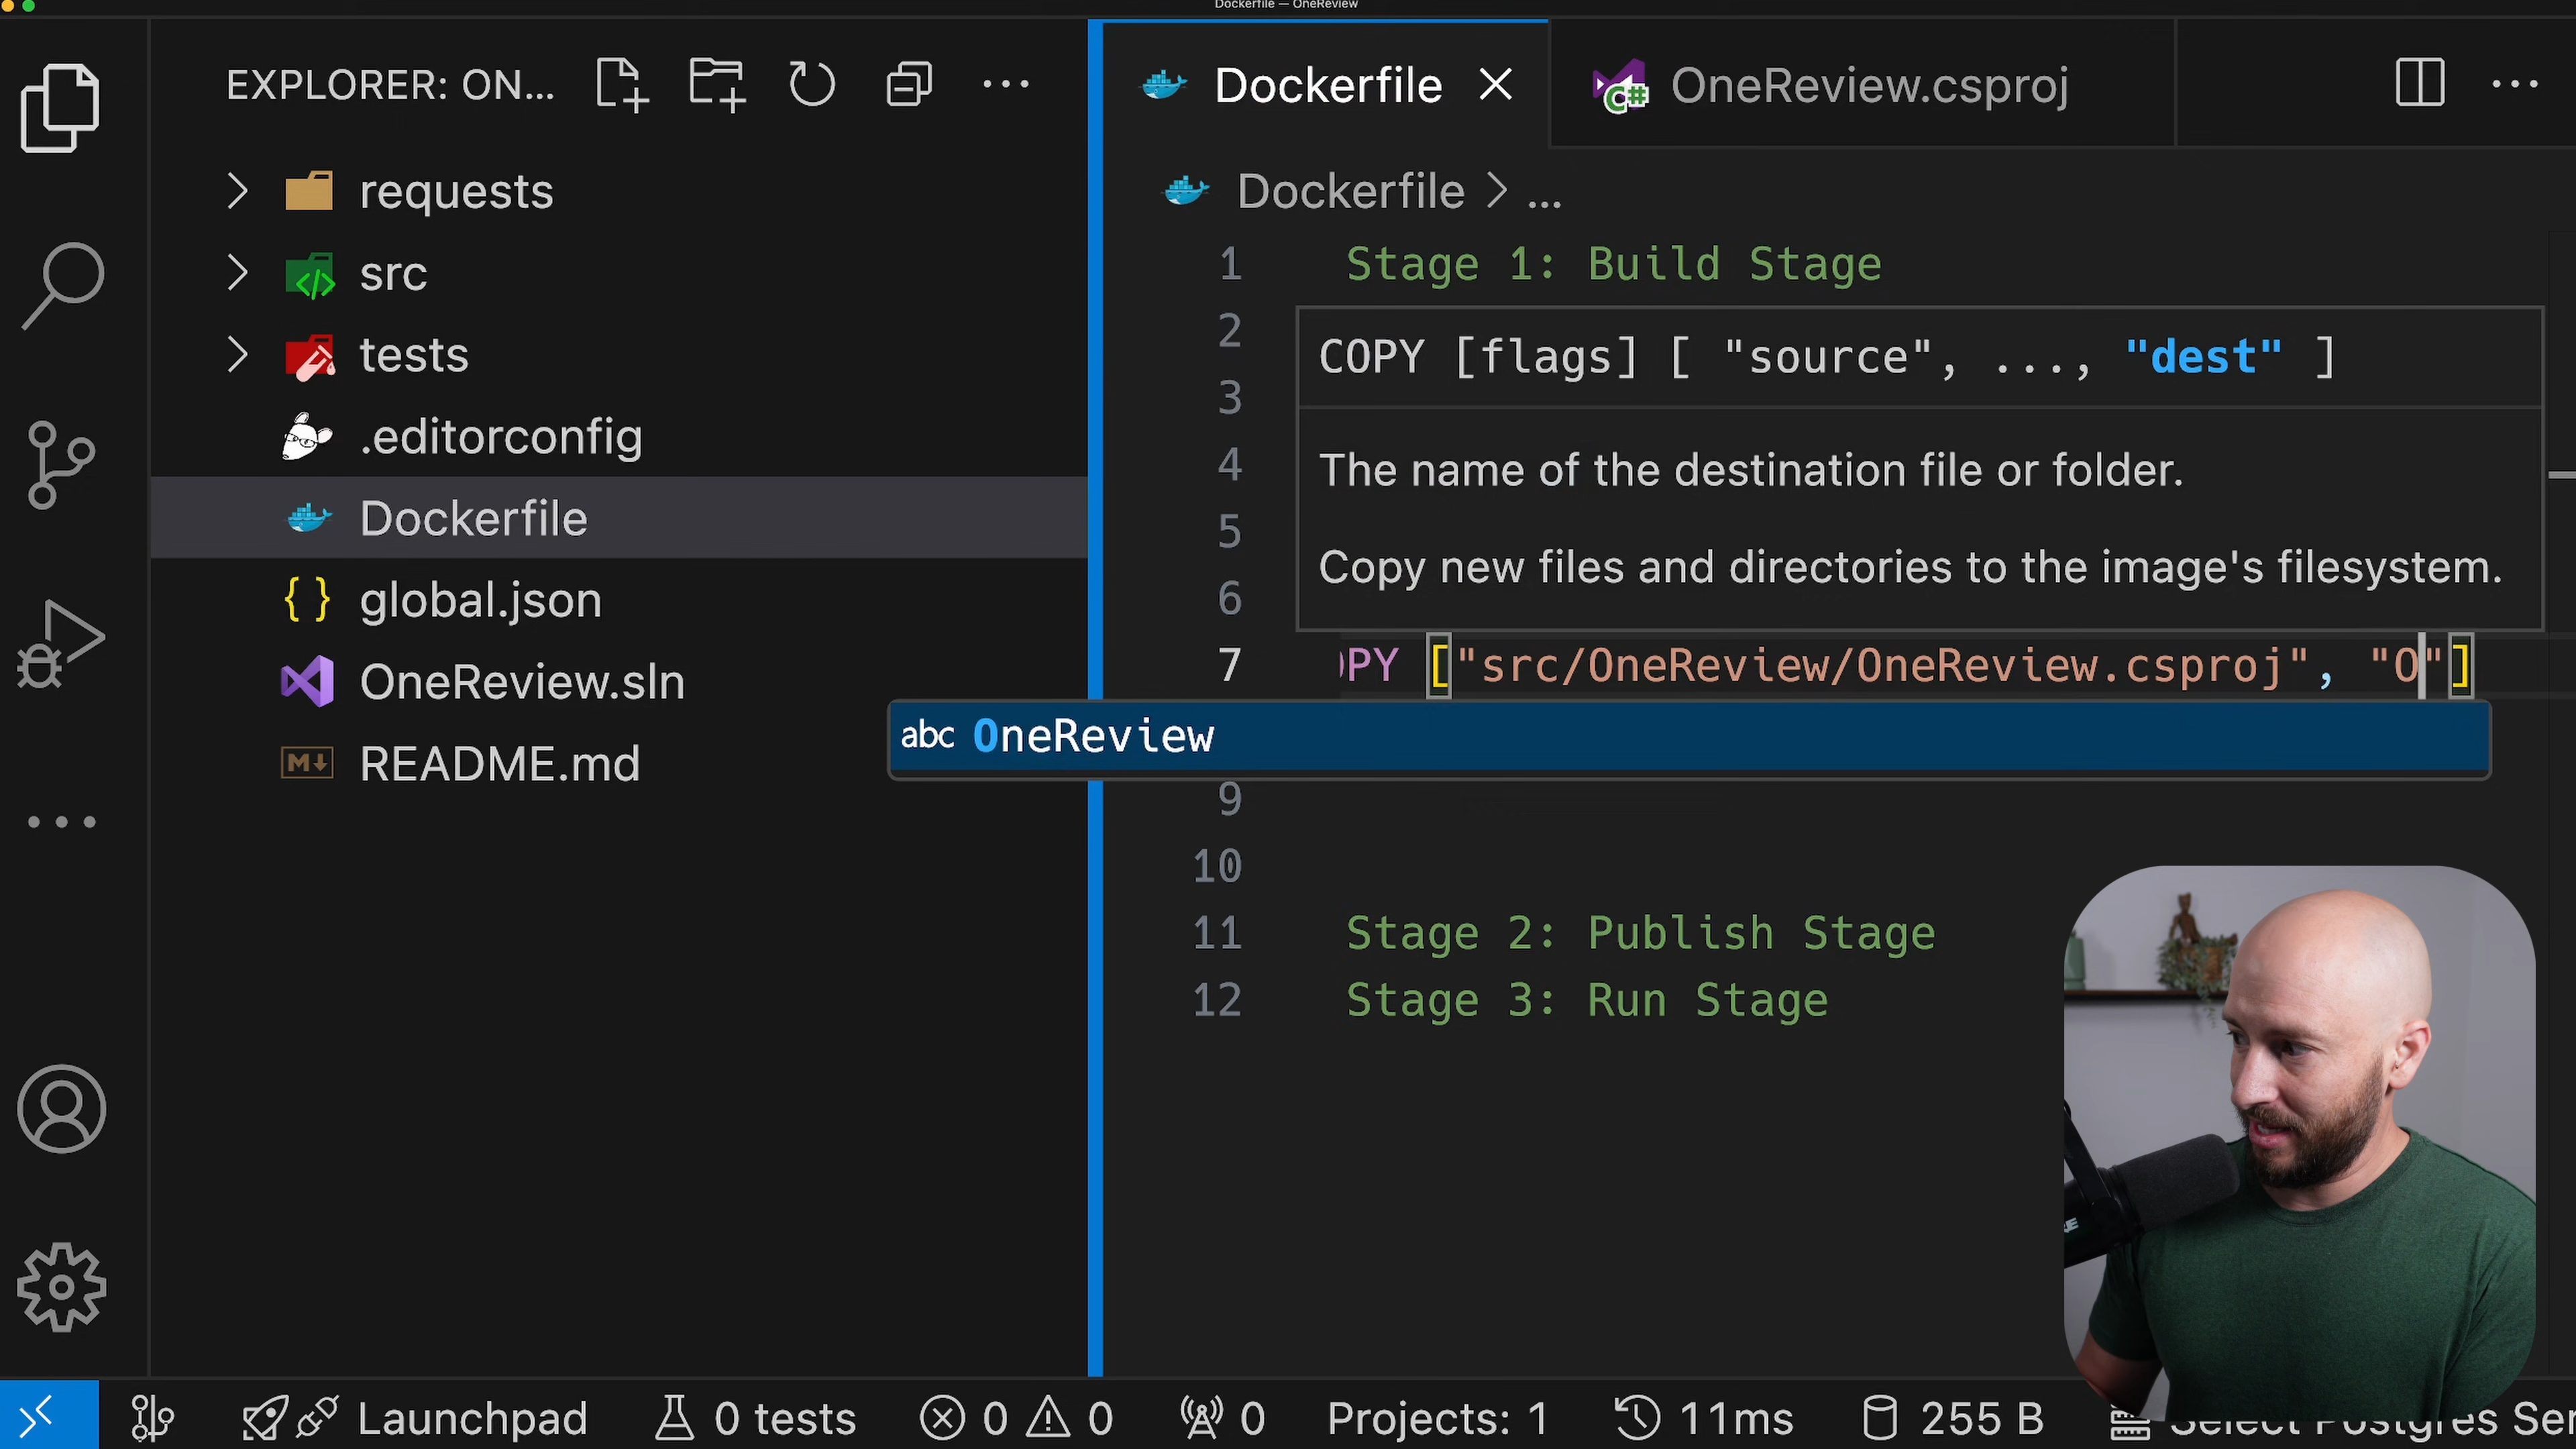 Dockerfile — OneReview
EXPLORER: ON...
Dockerfile
OneReview.csproj
requests
src
tests
.editorconfig
Dockerfile
global.json
OneReview.sln
README.md
Dockerfile > ...
1 Stage 1: Build Stage
2
COPY [flags] [ "source", ..., "dest" ]
3
4 The name of the destination file or folder.
5
Copy new files and directories to the image's filesystem.
6
7 OPY ["src/OneReview/OneReview.csproj", "O"]
abc OneReview
9
10
11 Stage 2: Publish Stage
12 Stage 3: Run Stage
Launchpad 0 tests 0 0 0 Projects: 1 11ms 255 B Select Postgres Ser